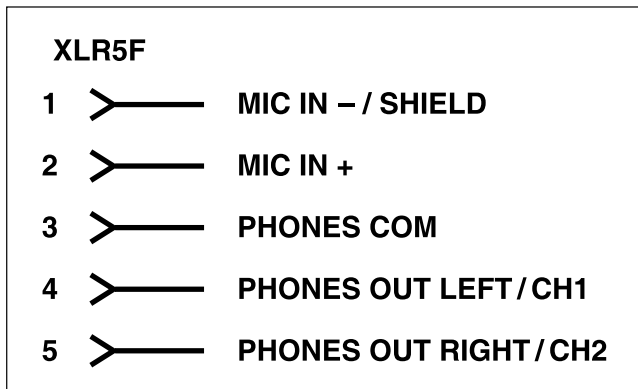 XLR5F
1 MIC IN – / SHIELD
2 MIC IN +
3 PHONES COM
4 PHONES OUT LEFT / CH1
5 PHONES OUT RIGHT / CH2